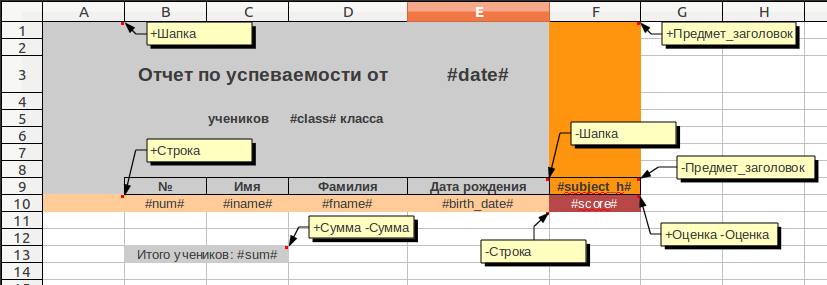 A B C D E F G H
1 +Шапка +Предмет_заголовок
2
3 Отчет по успеваемости от #date#
4
5 учеников #class# класса
6 -Шапка
7 +Строка
8 -Предмет_заголовок
9 № Имя Фамилия Дата рождения #subject_h#
10 #num# #iname# #fname# #birth_date# #score#
11 +Сумма -Сумма +Оценка -Оценка
12
13 Итого учеников: #sum# -Строка
14